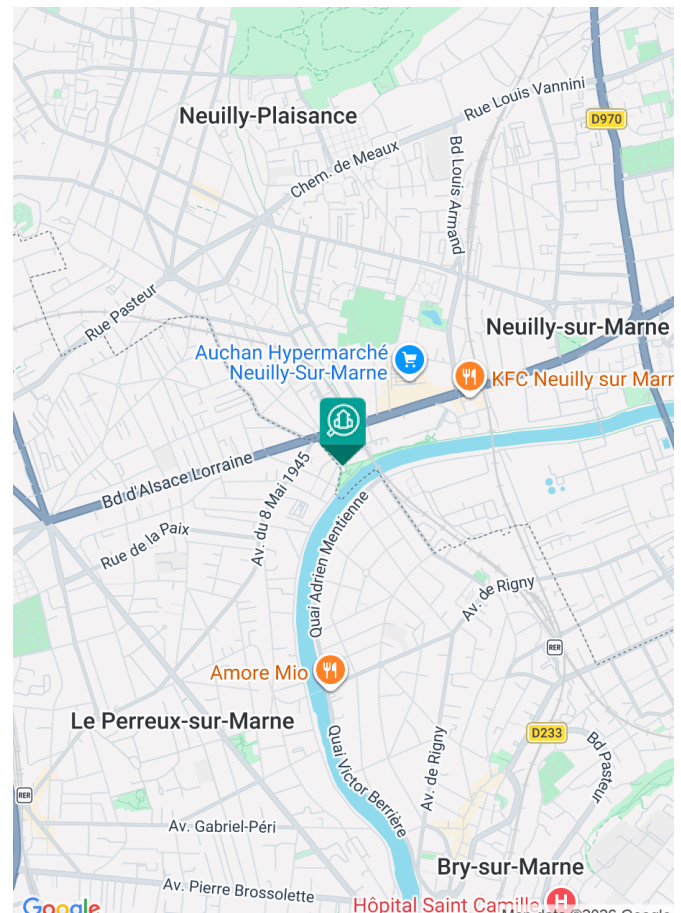 Neuilly-Plaisance
Rue Louis Vannini
D970
Chem. de Meaux
Bd Louis Armand
Rue Pasteur
Neuilly-sur-Marne
Auchan Hypermarché
Neuilly-Sur-Marne
KFC Neuilly sur Marr
Bd d'Alsace Lorraine
Av. du 8 Mai 1945
Rue de la Paix
Quai Adrien Mentienne
Av. de Rigny
RER
Amore Mio
Le Perreux-sur-Marne
D233
Bd Pasteur
Quai Victor Berrière
Av. de Rigny
RER
Av. Gabriel-Péri
Bry-sur-Marne
Av. Pierre Brossolette
Hôpital Saint Camille
H
Google
©2026 Google